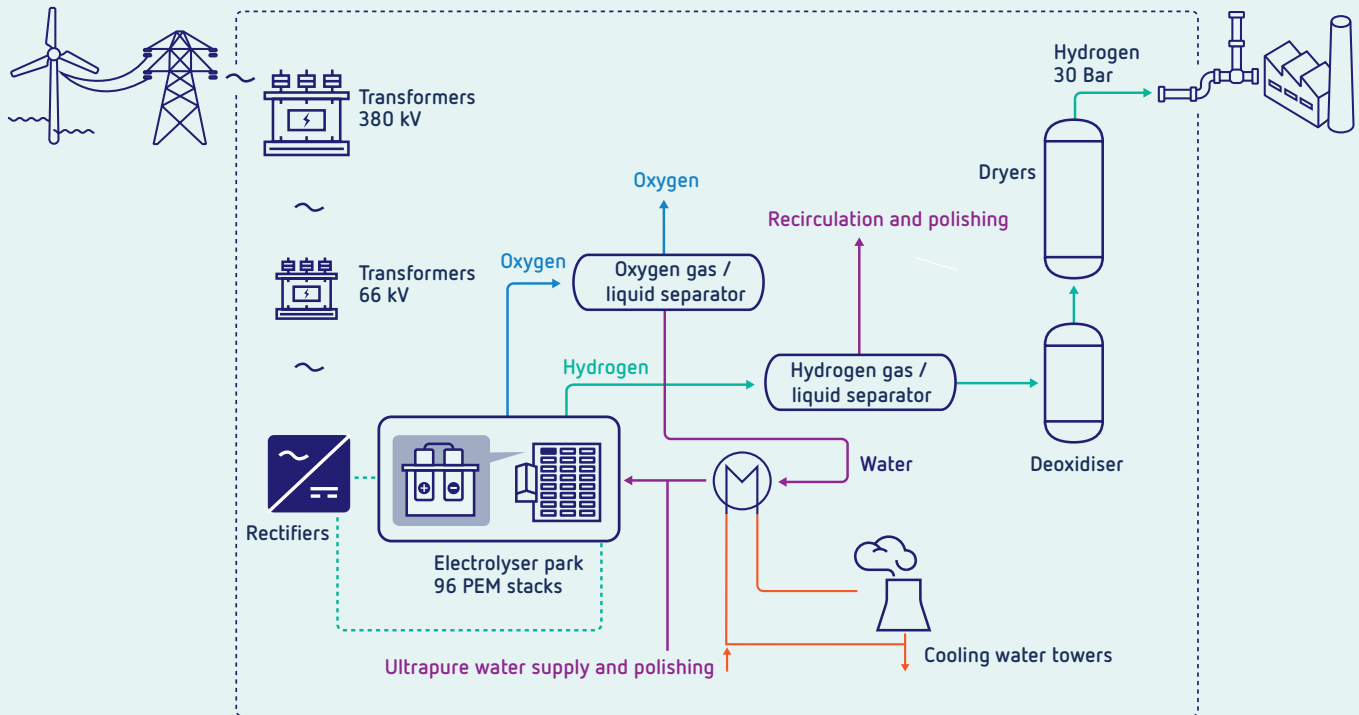 Hydrogen
30 Bar
Transformers
380 kV
Dryers
Oxygen
Recirculation and polishing
Oxygen
Oxygen gas /
liquid separator
Transformers
66 kV
Hydrogen
Hydrogen gas /
liquid separator
Water
Deoxidiser
Rectifiers
Electrolyser park
96 PEM stacks
Cooling water towers
Ultrapure water supply and polishing